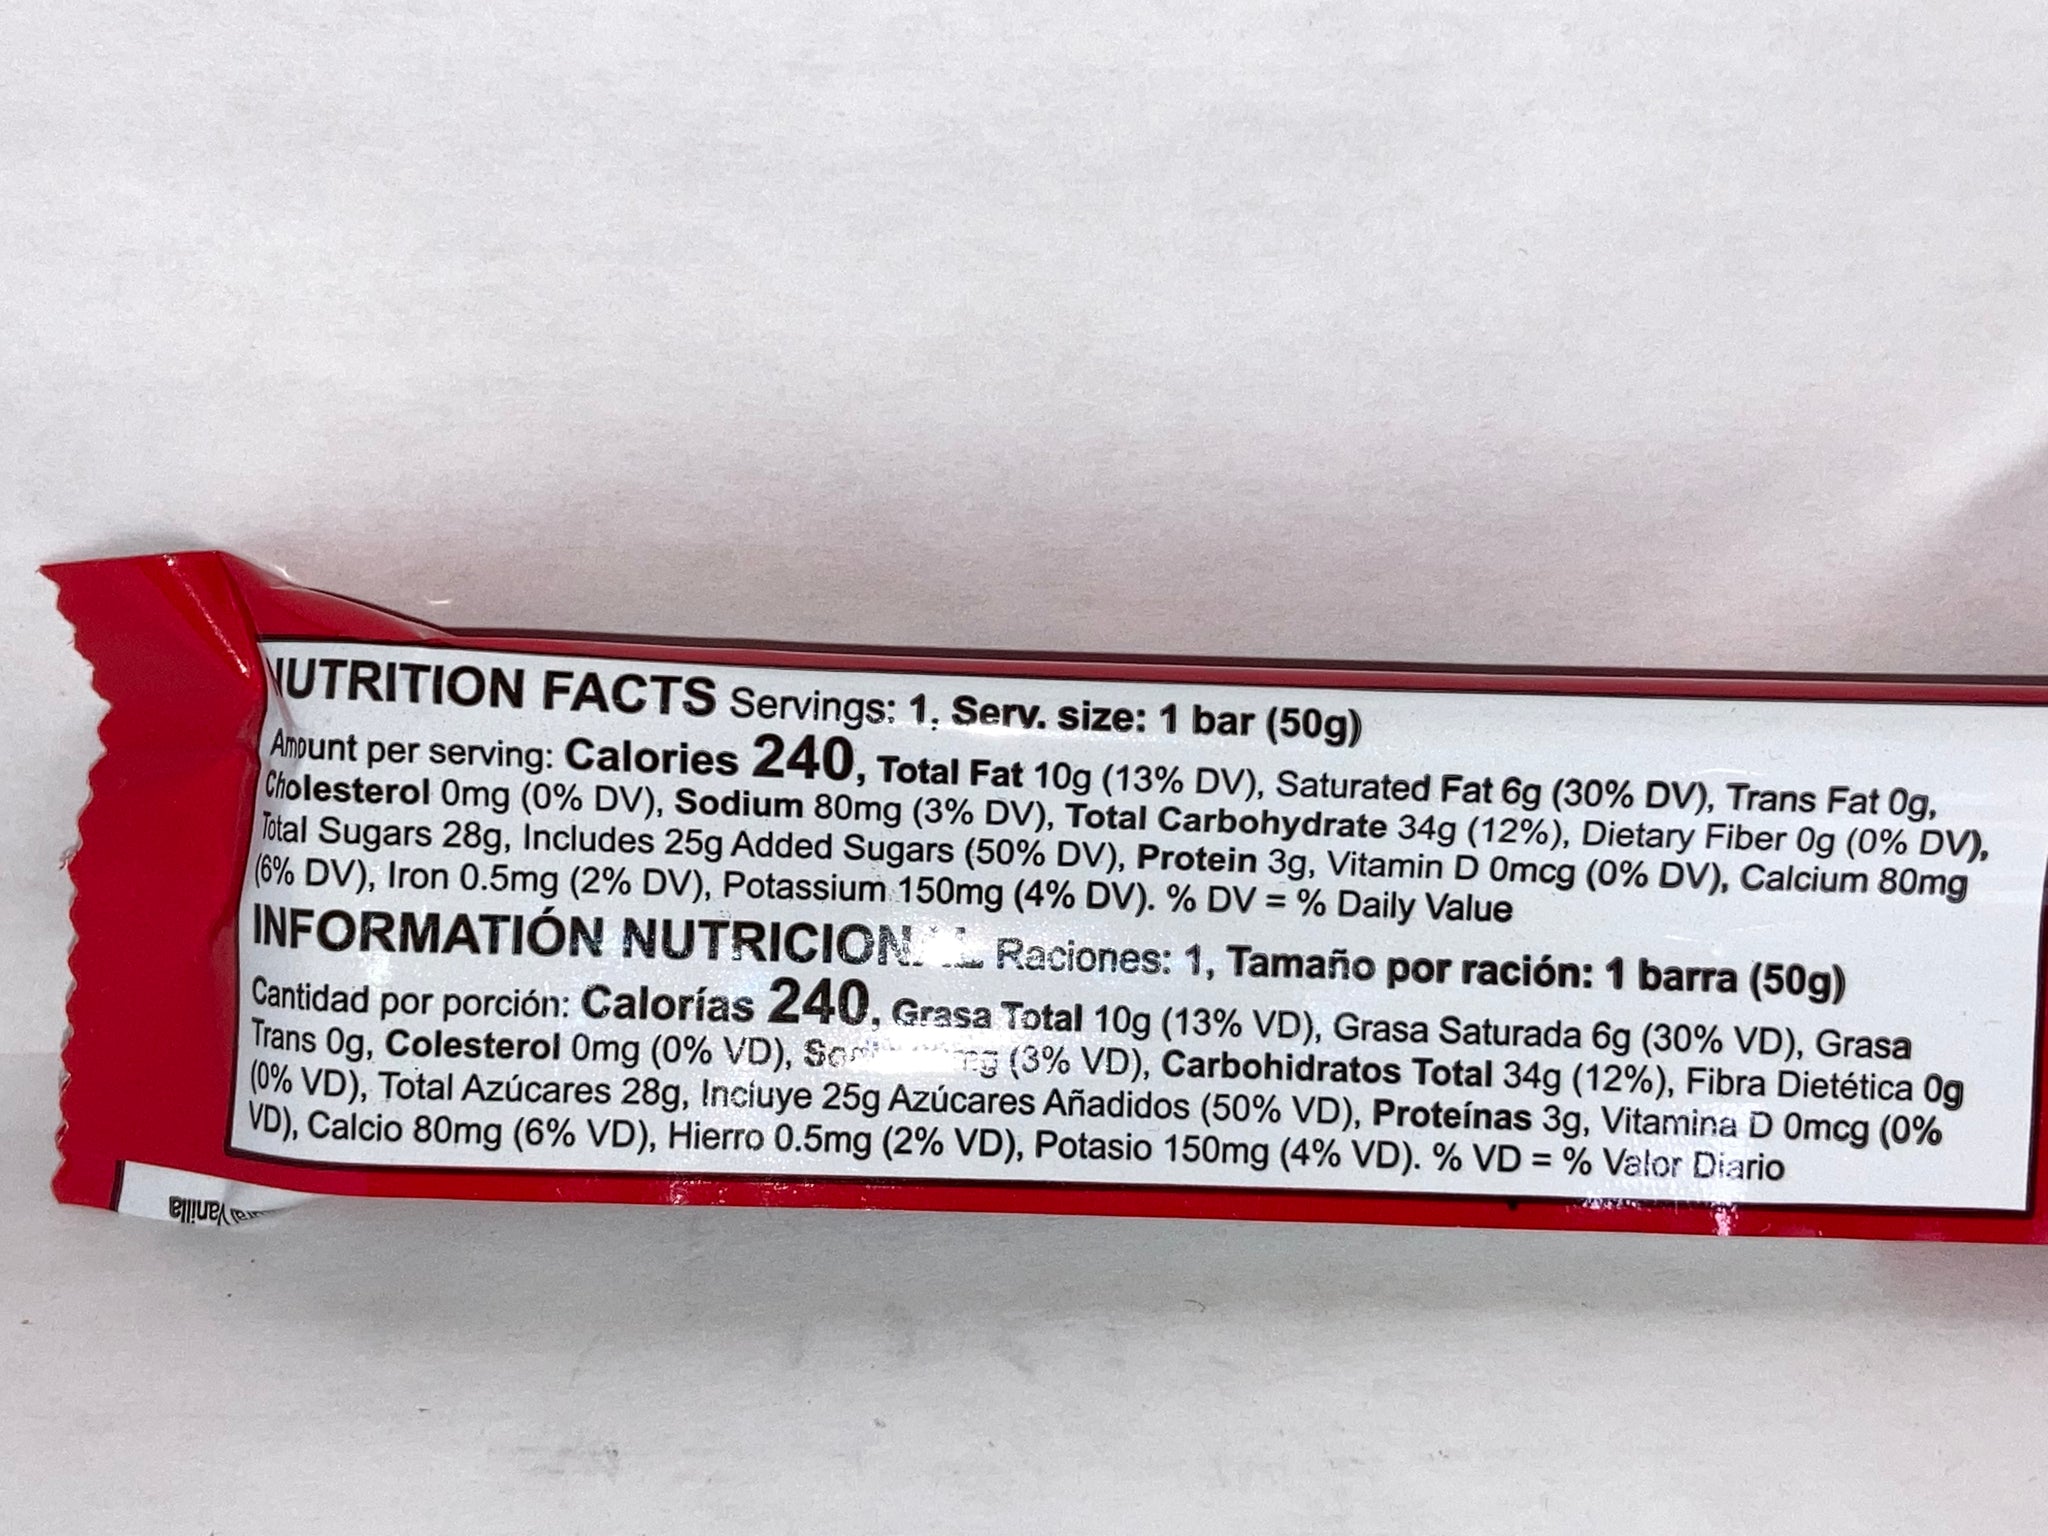 NUTRITION FACTS Servings: 1, Serv. size: 1 bar (50g)
Amount per serving: Calories 240, Total Fat 10g (13% DV), Saturated Fat 6g (30% DV), Trans Fat 0g,
Cholesterol 0mg (0% DV), Sodium 80mg (3% DV), Total Carbohydrate 34g (12%), Dietary Fiber 0g (0% DV),
Total Sugars 28g, Includes 25g Added Sugars (50% DV), Protein 3g, Vitamin D 0mcg (0% DV), Calcium 80mg
(6% DV), Iron 0.5mg (2% DV), Potassium 150mg (4% DV). % DV = % Daily Value
INFORMATIÓN NUTRICIONAL Raciones: 1, Tamaño por ración: 1 barra (50g)
Cantidad por porción: Calorías 240, Grasa Total 10g (13% VD), Grasa Saturada 6g (30% VD), Grasa
Trans 0g, Colesterol 0mg (0% VD), (3% VD), Carbohidratos Total 34g (12%), Fibra Dietética 0g
(0% VD), Total Azúcares 28g, Incluye 25g Azúcares Añadidos (50% VD), Proteínas 3g, Vitamina D 0mcg (0%
VD), Calcio 80mg (6% VD), Hierro 0.5mg (2% VD), Potasio 150mg (4% VD). % VD = % Valor Diario
Vanilla